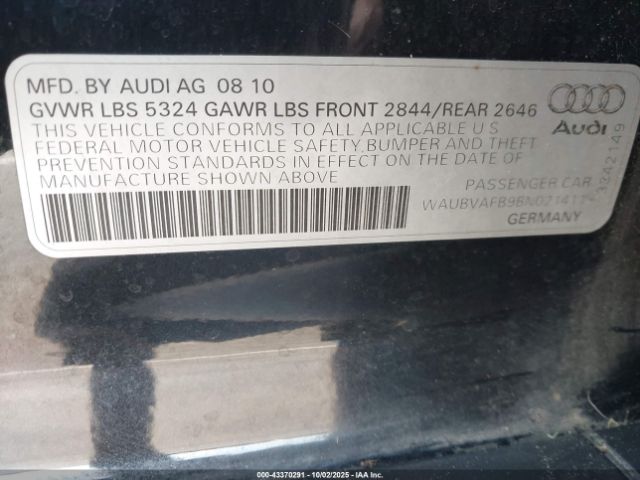 MFD. BY AUDI AG 08 10
GVWR LBS 5324 GAWR LBS FRONT 2844/REAR 2646
THIS VEHICLE CONFORMS TO ALL APPLICABLE U S
FEDERAL MOTOR VEHICLE SAFETY, BUMPER AND THEFT
PREVENTION STANDARDS IN EFFECT ON THE DATE OF
MANUFACTURE SHOWN ABOVE
Audi
PASSENGER CAR
GERMANY
00-43370291 | 10/02/2025 | © IAA Inc.